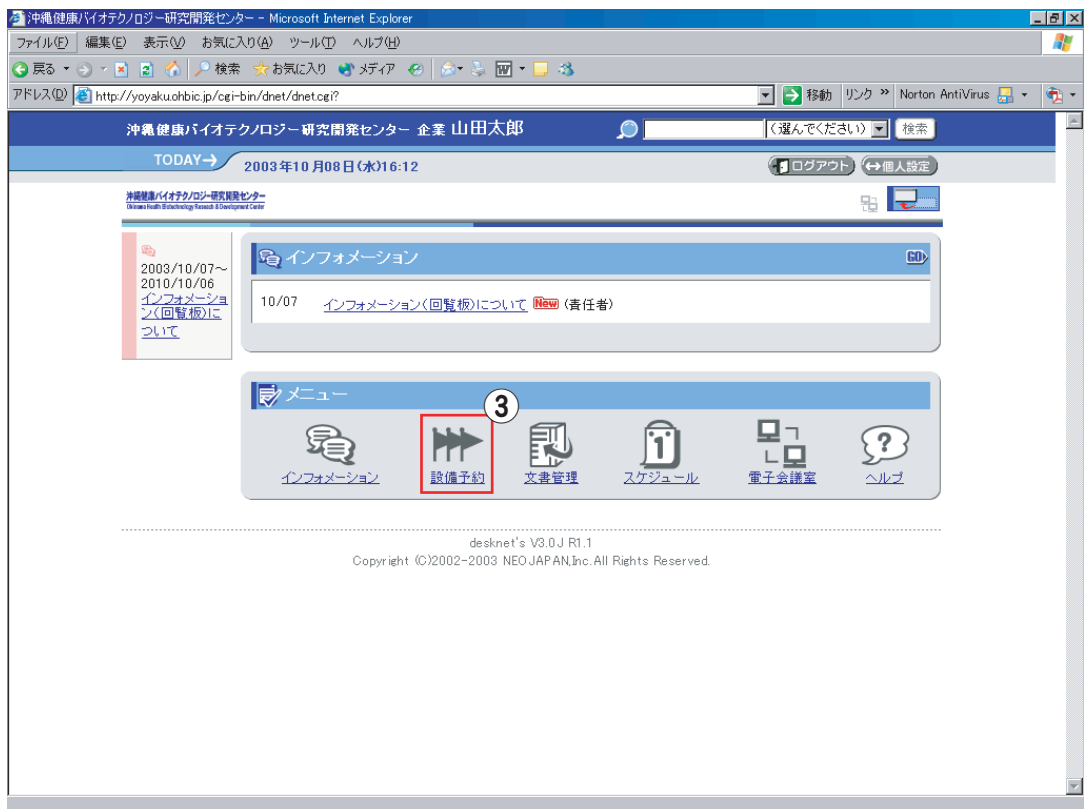 沖縄健康バイオテクノロジー研究開発センター - Microsoft Internet Explorer
ファイル(F) 編集(E) 表示(V) お気に入り(A) ツール(T) ヘルプ(H)
戻る 検索 お気に入り メディア
アドレス(D) http://yoyaku.ohbic.jp/cgi-bin/dnet/dnet.cgi? 移動 リンク » Norton AntiVirus
沖縄健康バイオテクノロジー研究開発センター 企業 山田太郎 (選んでください) 検索
TODAY→ 2003年10月08日(水)16:12 ログアウト 個人設定
沖縄健康バイオテクノロジー研究開発センター
Okinawa Health Biotechnology Research & Development Center
2003/10/07～
2010/10/06
インフォメーショ
ン(回覧板)に
ついて
インフォメーション GO
10/07 インフォメーション(回覧板)について New (責任者)
メニュー
③
インフォメーション 設備予約 文書管理 スケジュール 電子会議室 ヘルプ
desknet's V3.0J R1.1
Copyright (C)2002-2003 NEOJAPAN,Inc.All Rights Reserved.